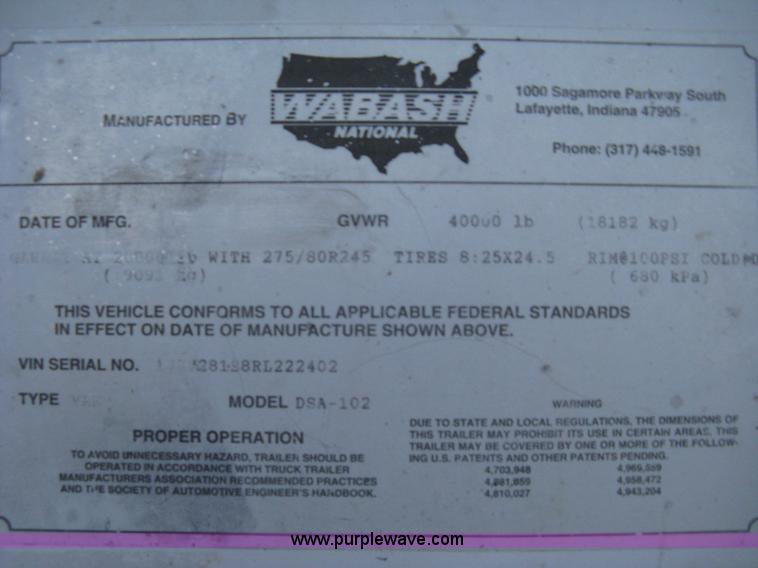 MANUFACTURED BY
WABASH
NATIONAL
1000 Sagamore Parkway South
Lafayette, Indiana 47905
Phone: (317) 448-1591
DATE OF MFG. GVWR 40000 lb (18182 kg)
WITH 275/80R245 TIRES 8:25X24.5 RIM@100PSI COLD
( 680 kPa)
THIS VEHICLE CONFORMS TO ALL APPLICABLE FEDERAL STANDARDS
IN EFFECT ON DATE OF MANUFACTURE SHOWN ABOVE.
VIN SERIAL NO.
TYPE MODEL DSA-102
PROPER OPERATION
TO AVOID UNNECESSARY HAZARD, TRAILER SHOULD BE
OPERATED IN ACCORDANCE WITH TRUCK TRAILER
MANUFACTURERS ASSOCIATION RECOMMENDED PRACTICES
AND THE SOCIETY OF AUTOMOTIVE ENGINEER'S HANDBOOK.
WARNING
DUE TO STATE AND LOCAL REGULATIONS, THE DIMENSIONS OF
THIS TRAILER MAY PROHIBIT ITS USE IN CERTAIN AREAS. THIS
TRAILER MAY BE COVERED BY ONE OR MORE OF THE FOLLOW-
ING U.S. PATENTS AND OTHER PATENTS PENDING.
4,703,948 4,969,659
4,958,472
4,810,027 4,943,204
www.purplewave.com